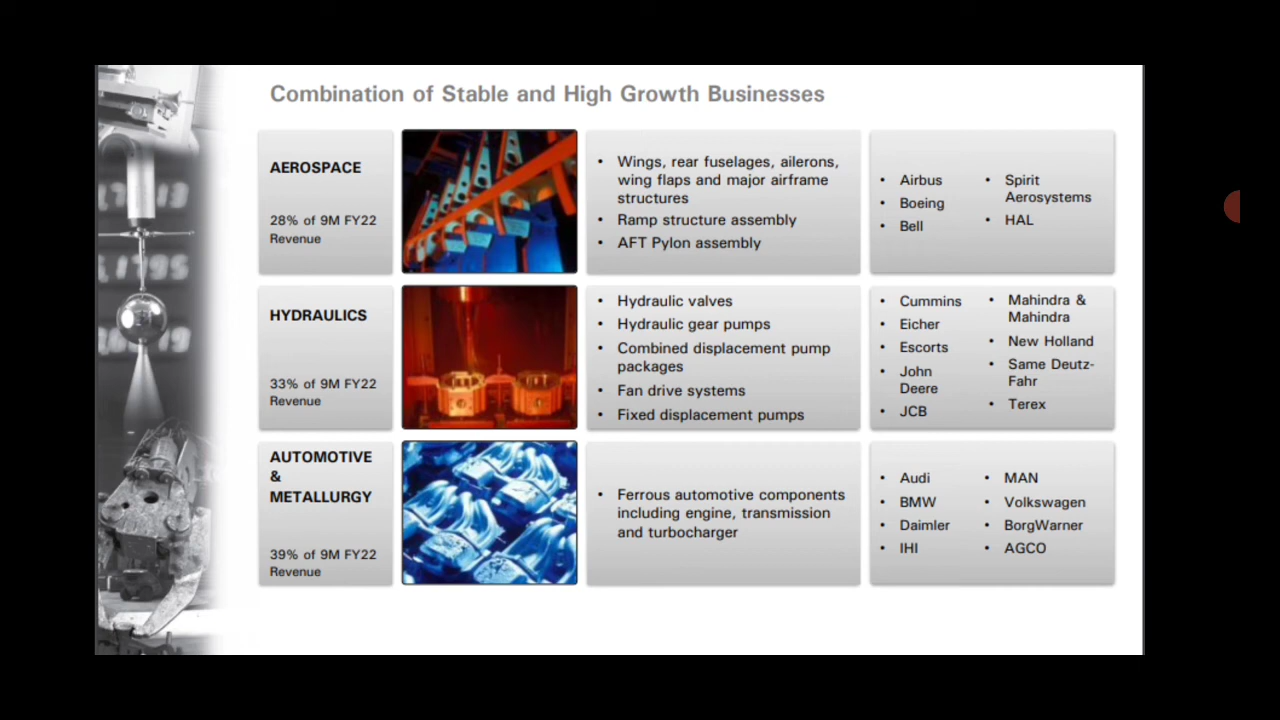 Combination of Stable and High Growth Businesses
AEROSPACE
28% of 9M FY22
Revenue
• Wings, rear fuselages, ailerons,
wing flaps and major airframe
structures
• Ramp structure assembly
• AFT Pylon assembly
• Airbus
• Boeing
• Bell
• Spirit
Aerosystems
• HAL
HYDRAULICS
33% of 9M FY22
Revenue
• Hydraulic valves
• Hydraulic gear pumps
• Combined displacement pump
packages
• Fan drive systems
• Fixed displacement pumps
• Cummins
• Eicher
• Escorts
• John
Deere
• JCB
• Mahindra &
Mahindra
• New Holland
• Same Deutz-
Fahr
• Terex
AUTOMOTIVE
&
METALLURGY
39% of 9M FY22
Revenue
• Ferrous automotive components
including engine, transmission
and turbocharger
• Audi
• BMW
• Daimler
• IHI
• MAN
• Volkswagen
• BorgWarner
• AGCO